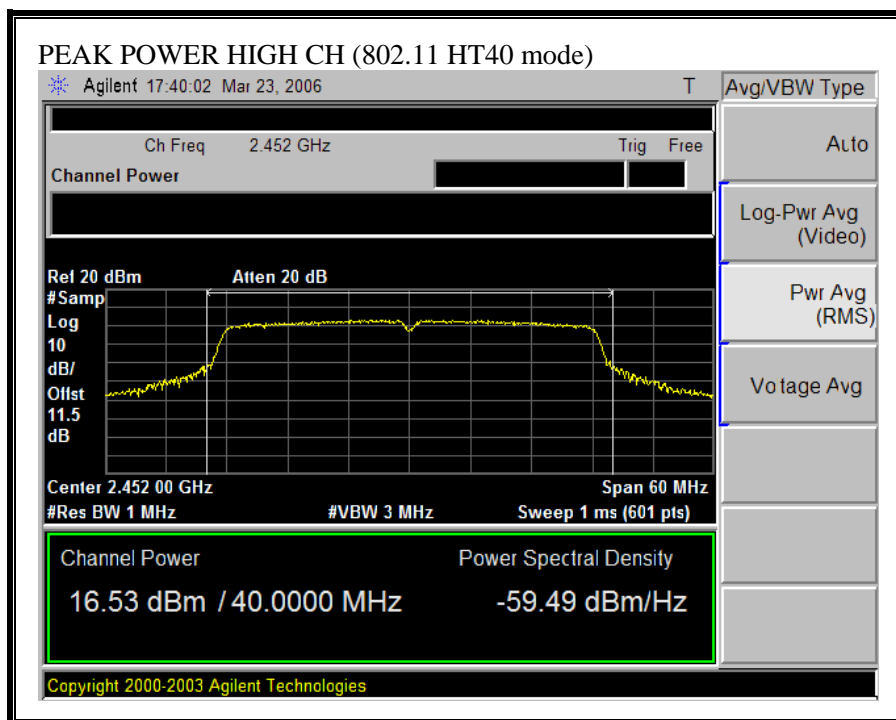 PEAK POWER HIGH CH (802.11 HT40 mode)
Agilent 17:40:02 Mar 23, 2006 T
Avg/VBW Type
Ch Freq 2.452 GHz Trig Free
Channel Power
Auto
Log-Pwr Avg
(Video)
Pwr Avg
(RMS)
Vo tage Avg
Ref 20 dBm Atten 20 dB
#Samp
Log
10
dB/
Offst
11.5
dB
Center 2.452 00 GHz Span 60 MHz
#Res BW 1 MHz #VBW 3 MHz Sweep 1 ms (601 pts)
Channel Power Power Spectral Density
16.53 dBm / 40.0000 MHz -59.49 dBm/Hz
Copyright 2000-2003 Agilent Technologies